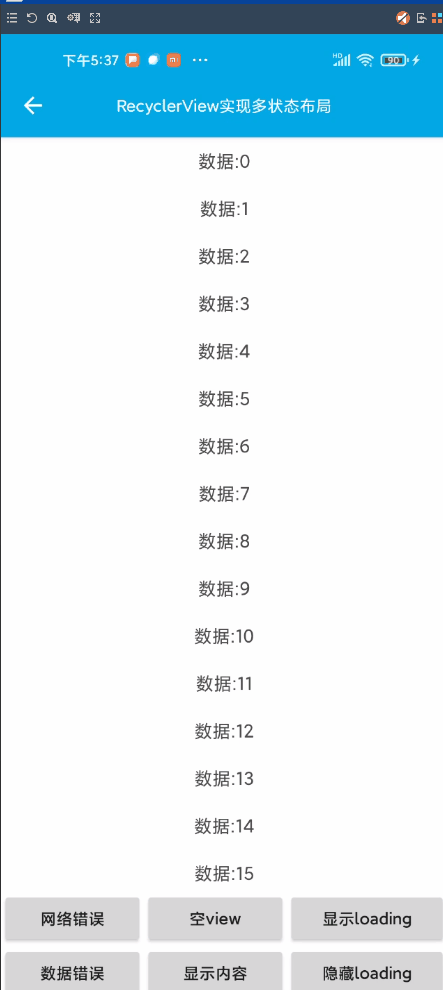 下午5:37 ... HD 90
RecyclerView实现多状态布局
数据:0
数据:1
数据:2
数据:3
数据:4
数据:5
数据:6
数据:7
数据:8
数据:9
数据:10
数据:11
数据:12
数据:13
数据:14
数据:15
网络错误 空view 显示loading
数据错误 显示内容 隐藏loading